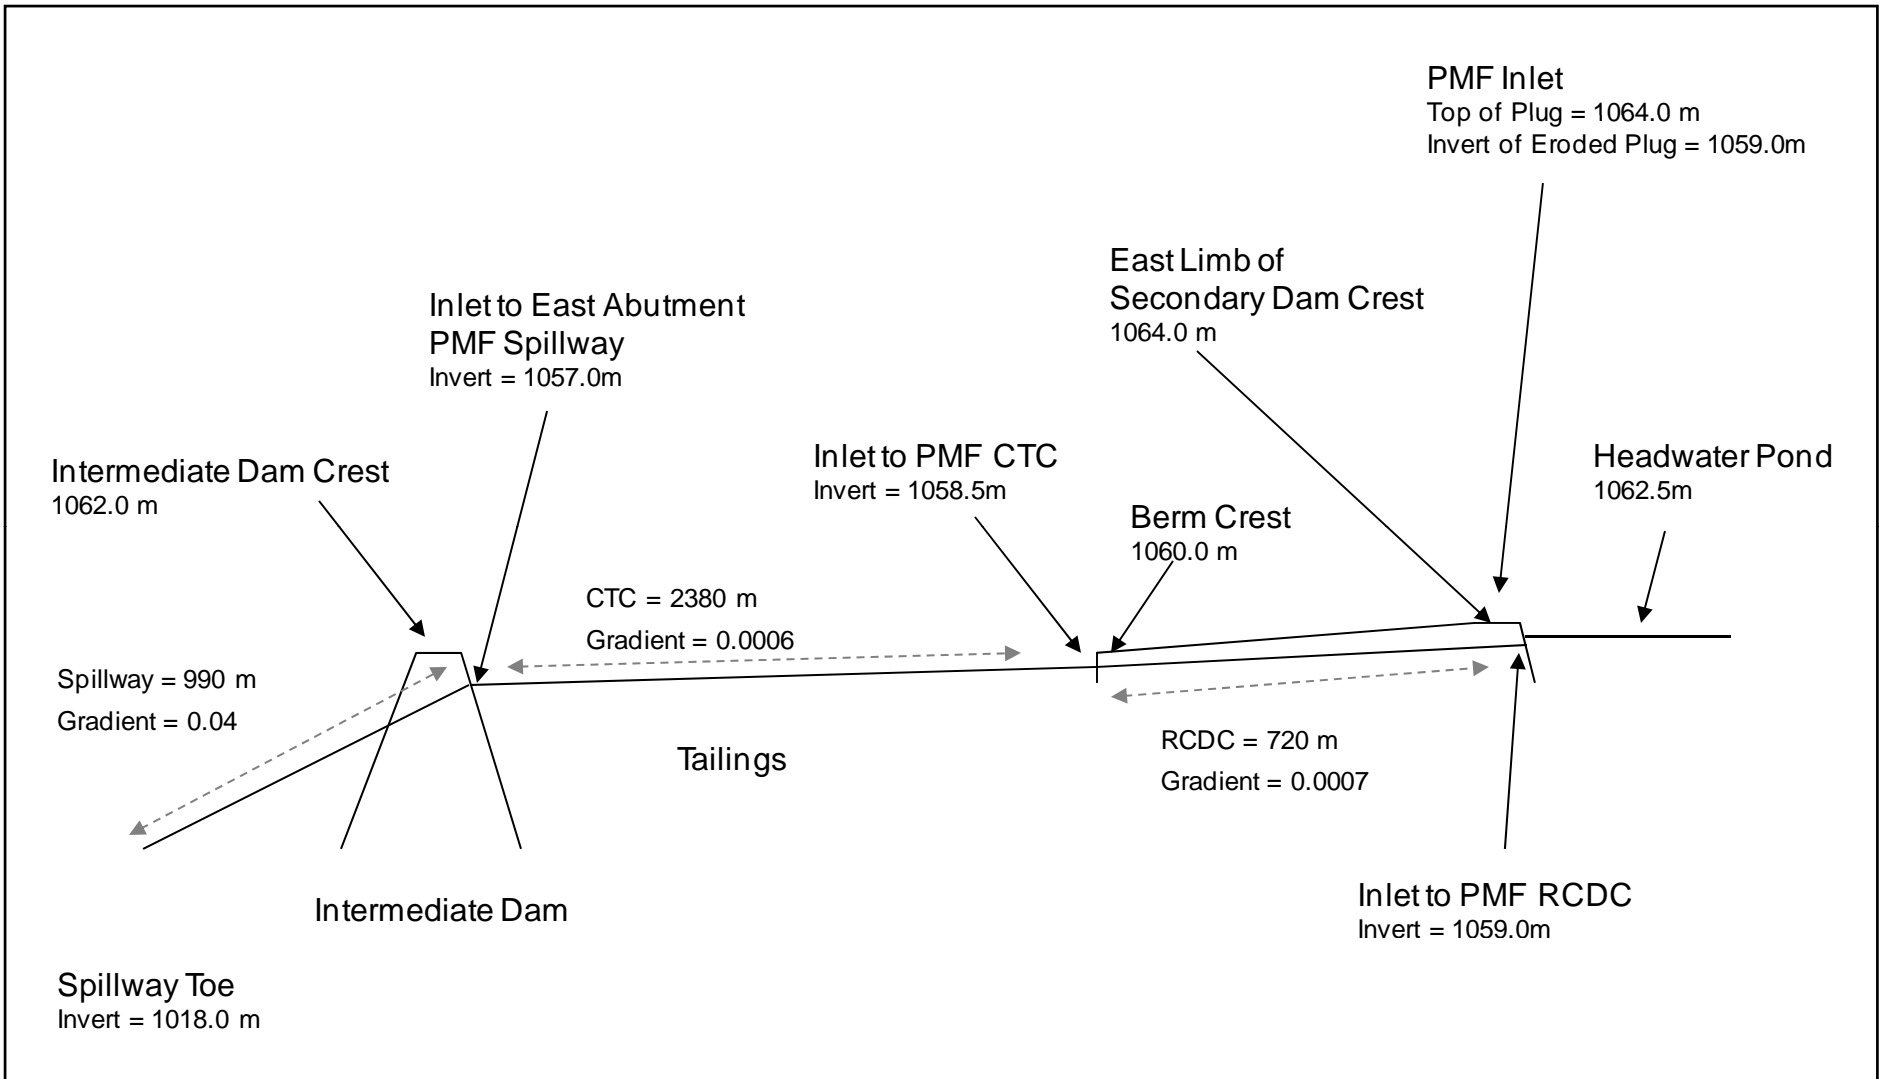 PMF Inlet
Top of Plug = 1064.0 m
Invert of Eroded Plug = 1059.0m
East Limb of
Secondary Dam Crest
1064.0 m
Inlet to East Abutment
PMF Spillway
Invert = 1057.0m
Intermediate Dam Crest
1062.0 m
Inlet to PMF CTC
Invert = 1058.5m
Headwater Pond
1062.5m
Berm Crest
1060.0 m
CTC = 2380 m
Gradient = 0.0006
Spillway = 990 m
Gradient = 0.04
Tailings
RCDC = 720 m
Gradient = 0.0007
Intermediate Dam
Inlet to PMF RCDC
Invert = 1059.0m
Spillway Toe
Invert = 1018.0 m